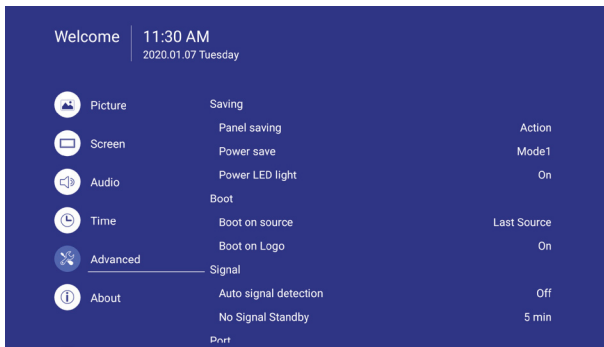 Welcome
11:30 AM
2020.01.07 Tuesday
Picture
Screen
Audio
Time
Advanced
About
Saving
Panel saving Action
Power save Mode1
Power LED light On
Boot
Boot on source Last Source
Boot on Logo On
Signal
Auto signal detection Off
No Signal Standby 5 min
Port